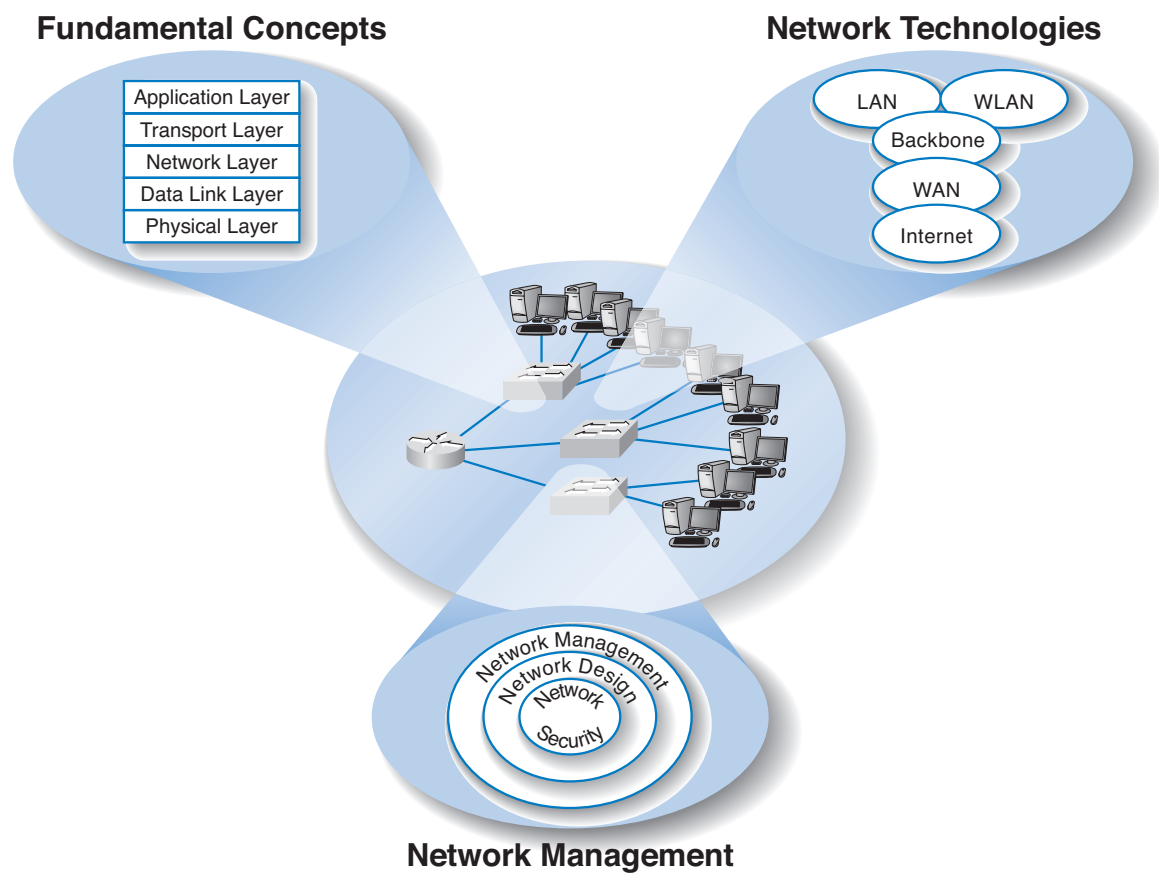 Fundamental Concepts
Application Layer
Transport Layer
Network Layer
Data Link Layer
Physical Layer
Network Technologies
LAN
WLAN
Backbone
WAN
Internet
Network Management
Network Design
Network
Security
Network Management